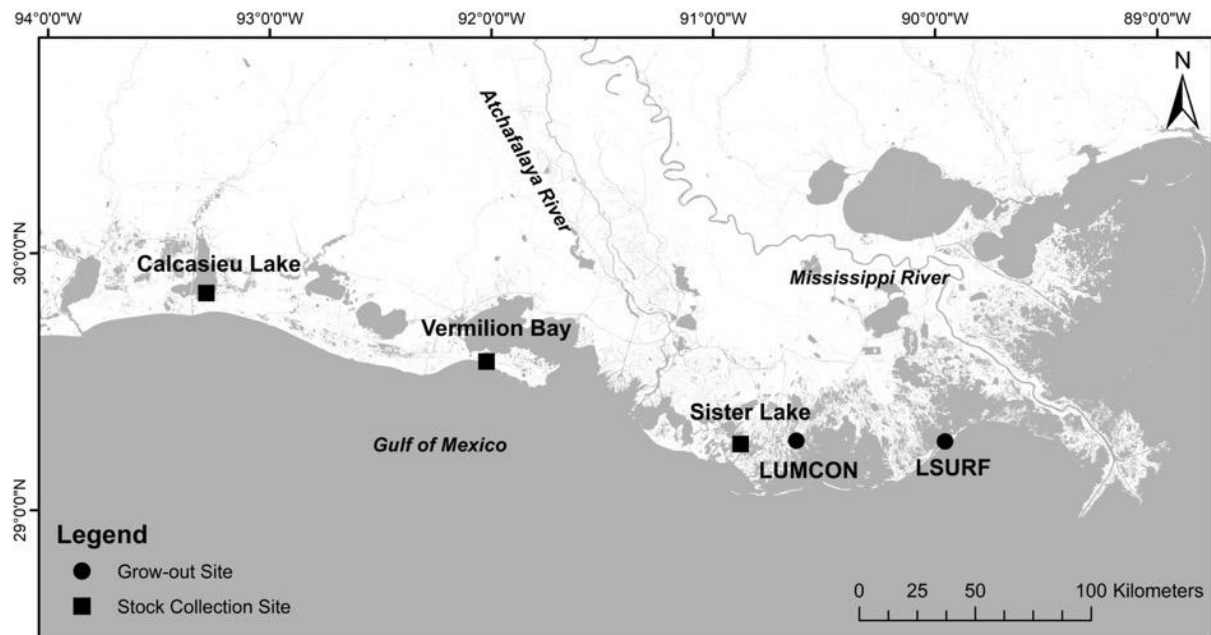 94°0'0"W 93°0'0"W 92°0'0"W 91°0'0"W 90°0'0"W 89°0'0"W
N
Atchafalaya River
30°0'0"N
Calcasieu Lake
Mississippi River
Vermilion Bay
Sister Lake
Gulf of Mexico
LUMCON
LSURF
29°0'0"N
Legend
Grow-out Site
Stock Collection Site
0 25 50 100 Kilometers